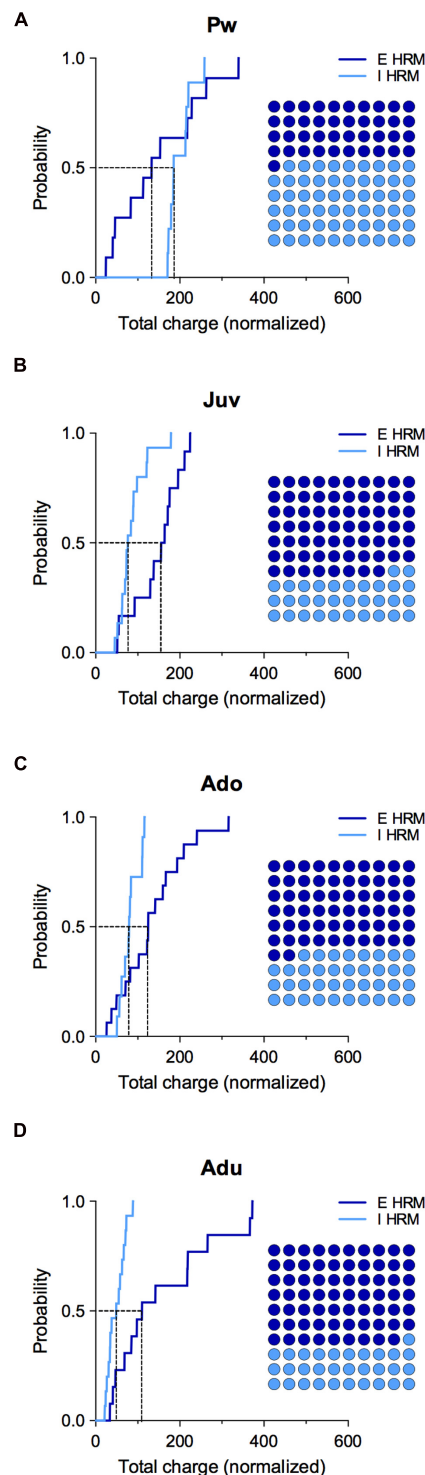 A
Pw
E HRM
I HRM
1.0
0.5
0.0
Probability
0 200 400 600
Total charge (normalized)
B
Juv
E HRM
I HRM
1.0
0.5
0.0
Probability
0 200 400 600
Total charge (normalized)
C
Ado
E HRM
I HRM
1.0
0.5
0.0
Probability
0 200 400 600
Total charge (normalized)
D
Adu
E HRM
I HRM
1.0
0.5
0.0
Probability
0 200 400 600
Total charge (normalized)